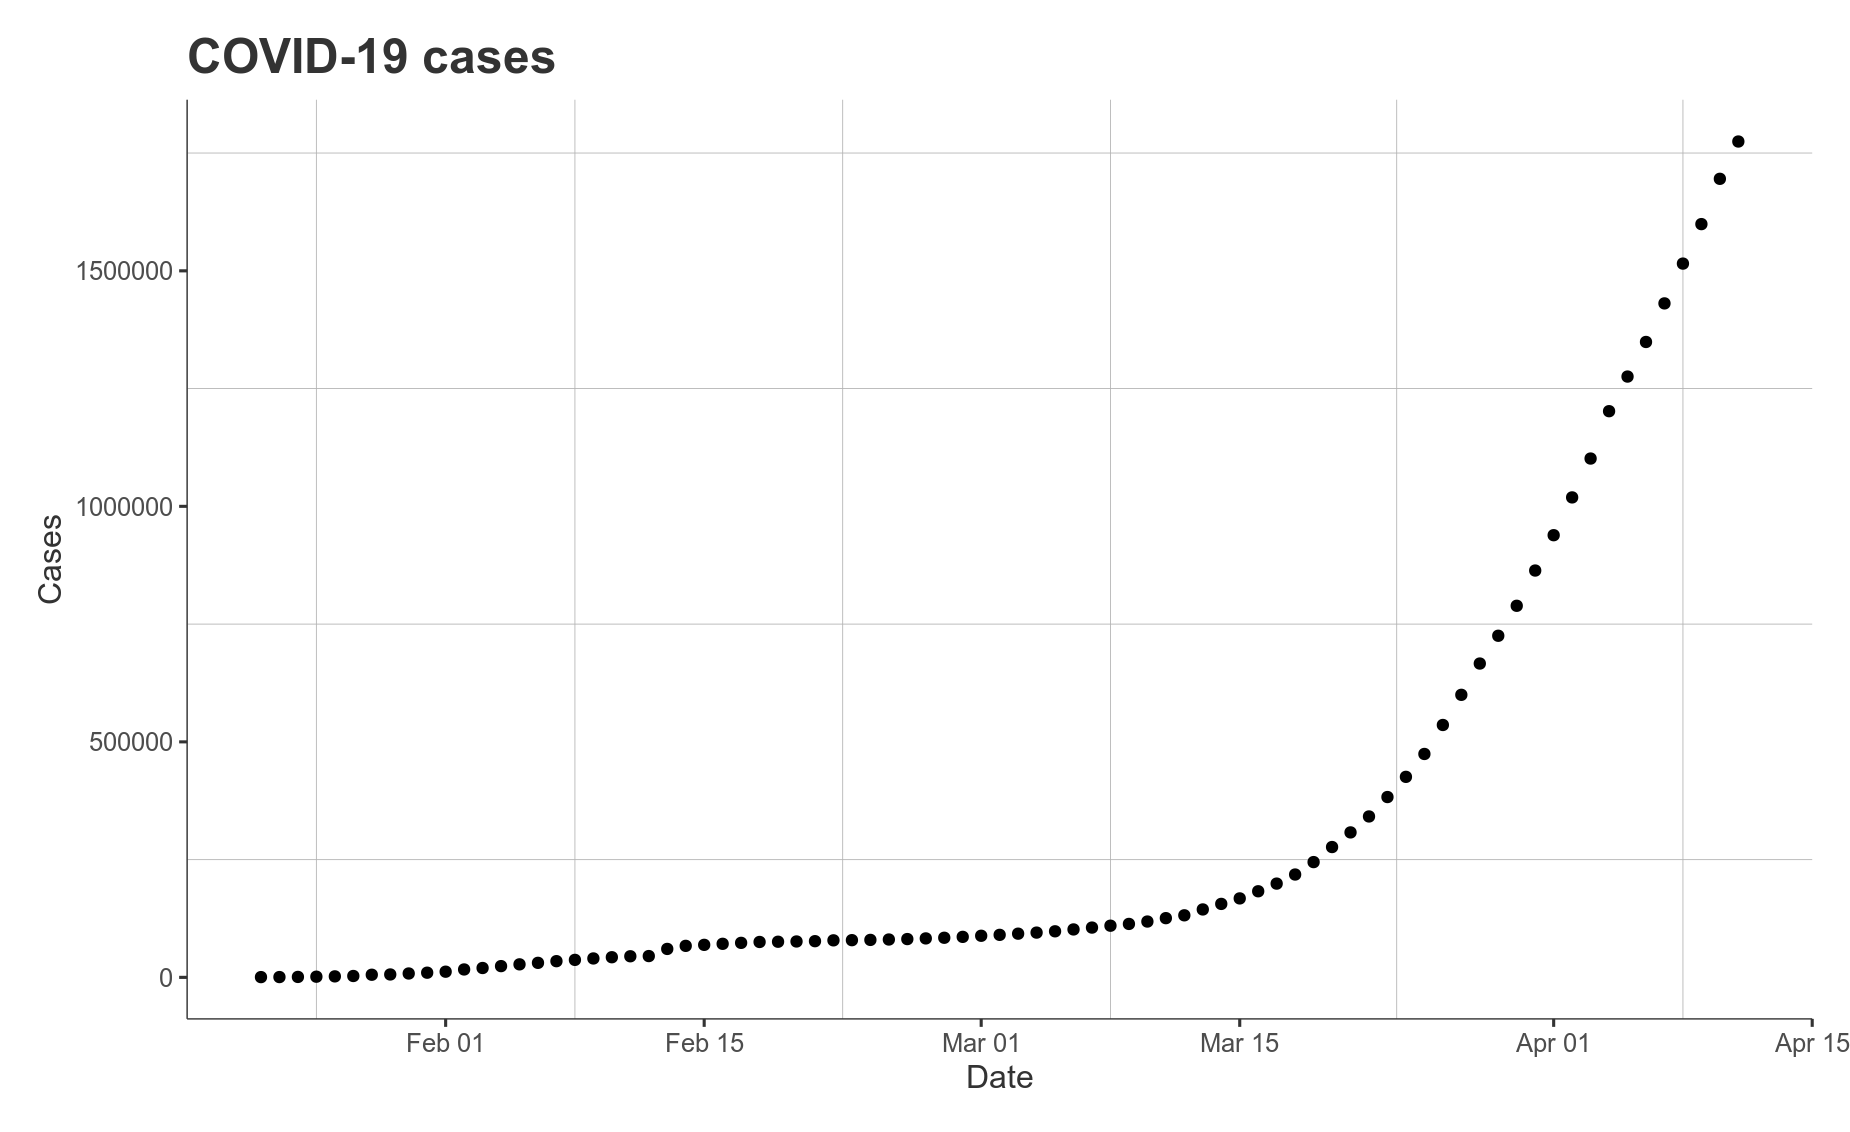 COVID-19 cases
1500000
1000000
500000
0
Cases
Feb 01
Feb 15
Mar 01
Mar 15
Apr 01
Apr 15
Date